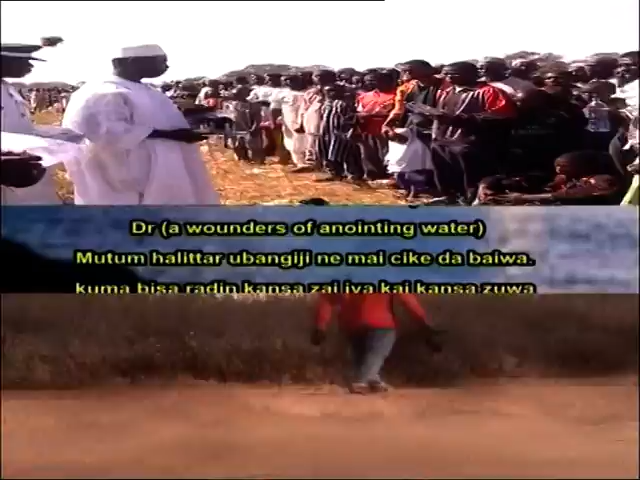 Dr (a wounders of anointing water)
Mutum halittar ubangiji ne mai cike da baiwa.
kuma bisa radin kansa zai iya kai kansa zuwa